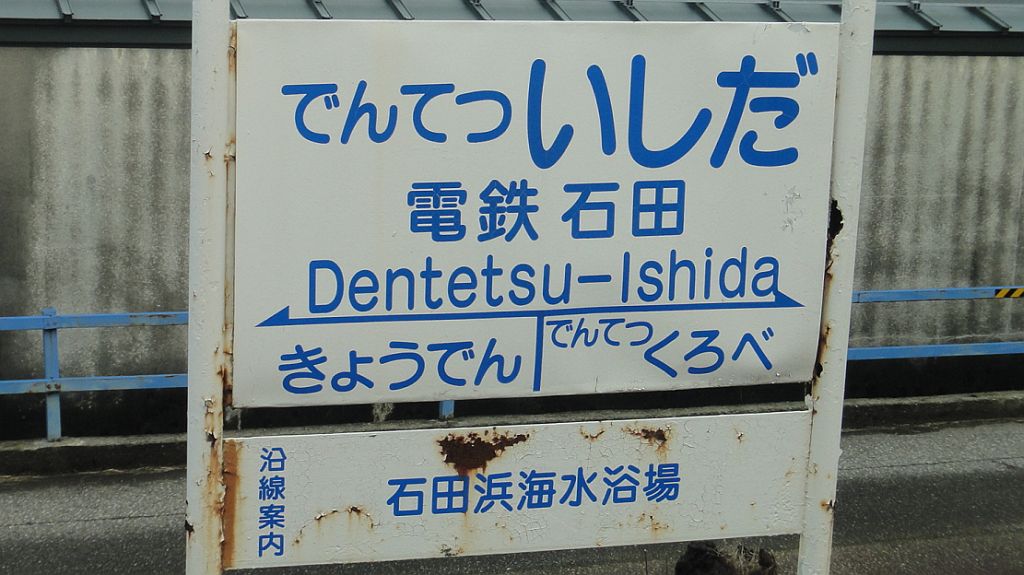 でんてついしだ
電鉄石田
Dentetsu-Ishida
きょうでん
でんてつくろべ
沿線案内
石田浜海水浴場